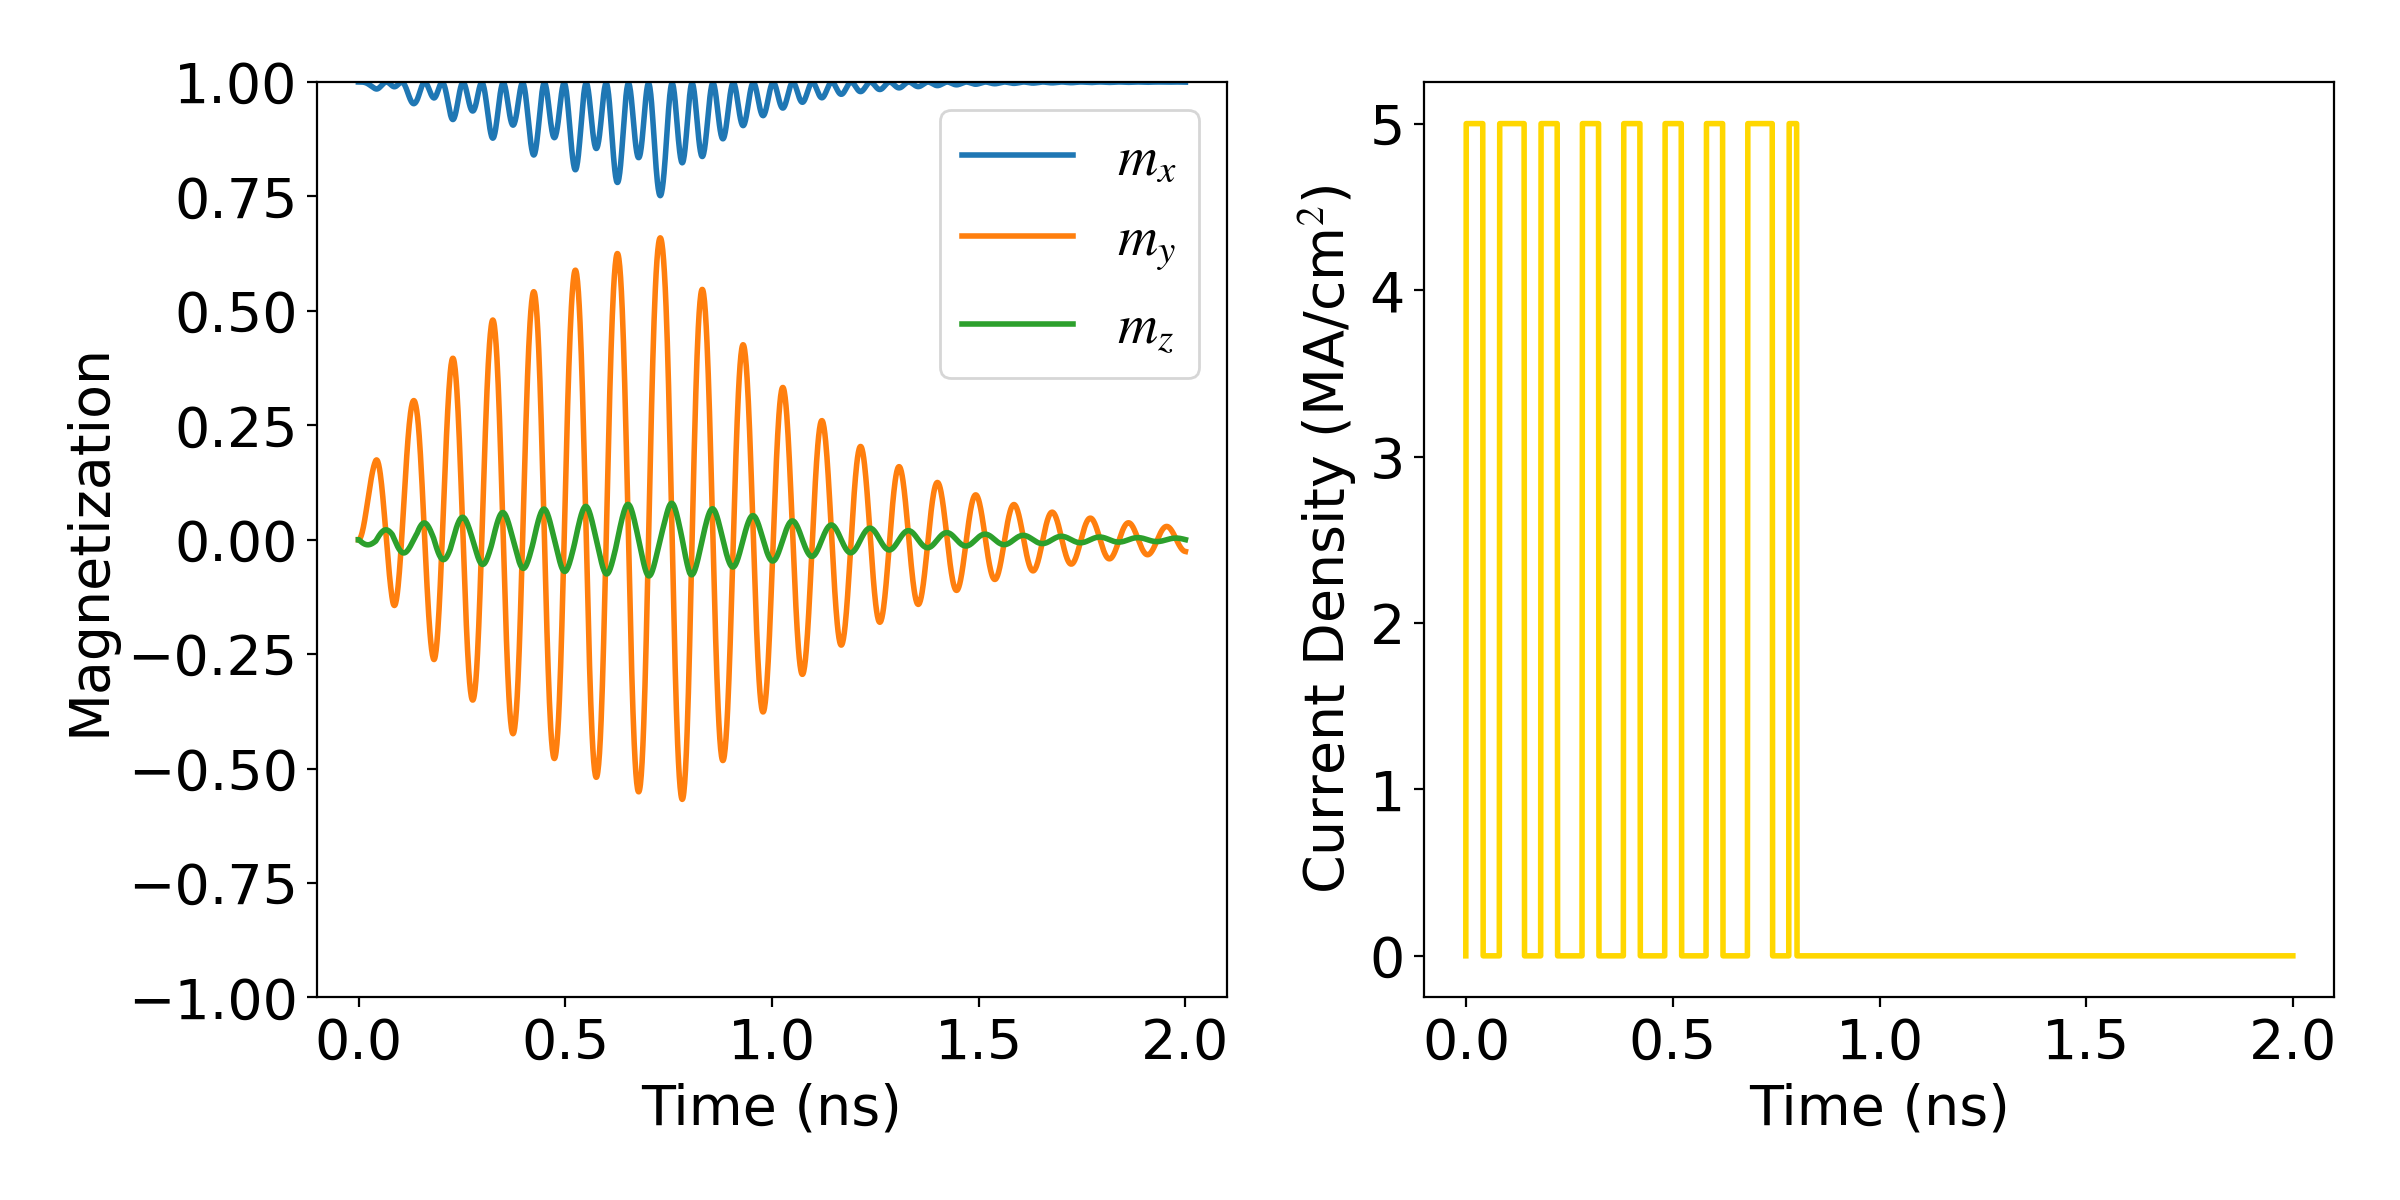 1.00
0.75
0.50
0.25
0.00
−0.25
−0.50
−0.75
−1.00
Magnetization
0.0 0.5 1.0 1.5 2.0
Time (ns)
mₓ
m_y
m_z
5
4
3
2
1
0
Current Density (MA/cm²)
0.0 0.5 1.0 1.5 2.0
Time (ns)